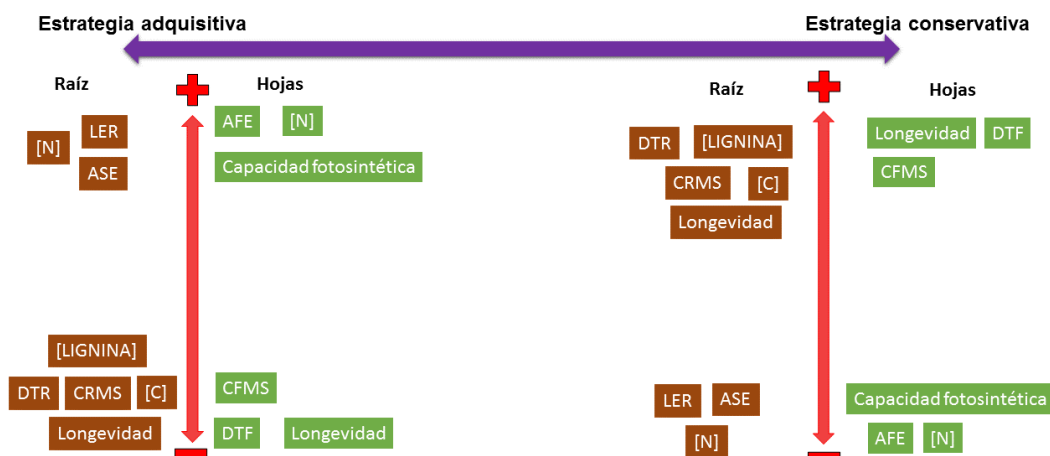 Estrategia adquisitiva
Estrategia conservativa
Raíz
Hojas
[N]
LER
ASE
AFE
[N]
Capacidad fotosintética
[LIGNINA]
DTR
CRMS
[C]
Longevidad
CFMS
DTF
Longevidad
Raíz
Hojas
DTR
[LIGNINA]
CRMS
[C]
Longevidad
Longevidad
DTF
CFMS
LER
ASE
[N]
Capacidad fotosintética
AFE
[N]